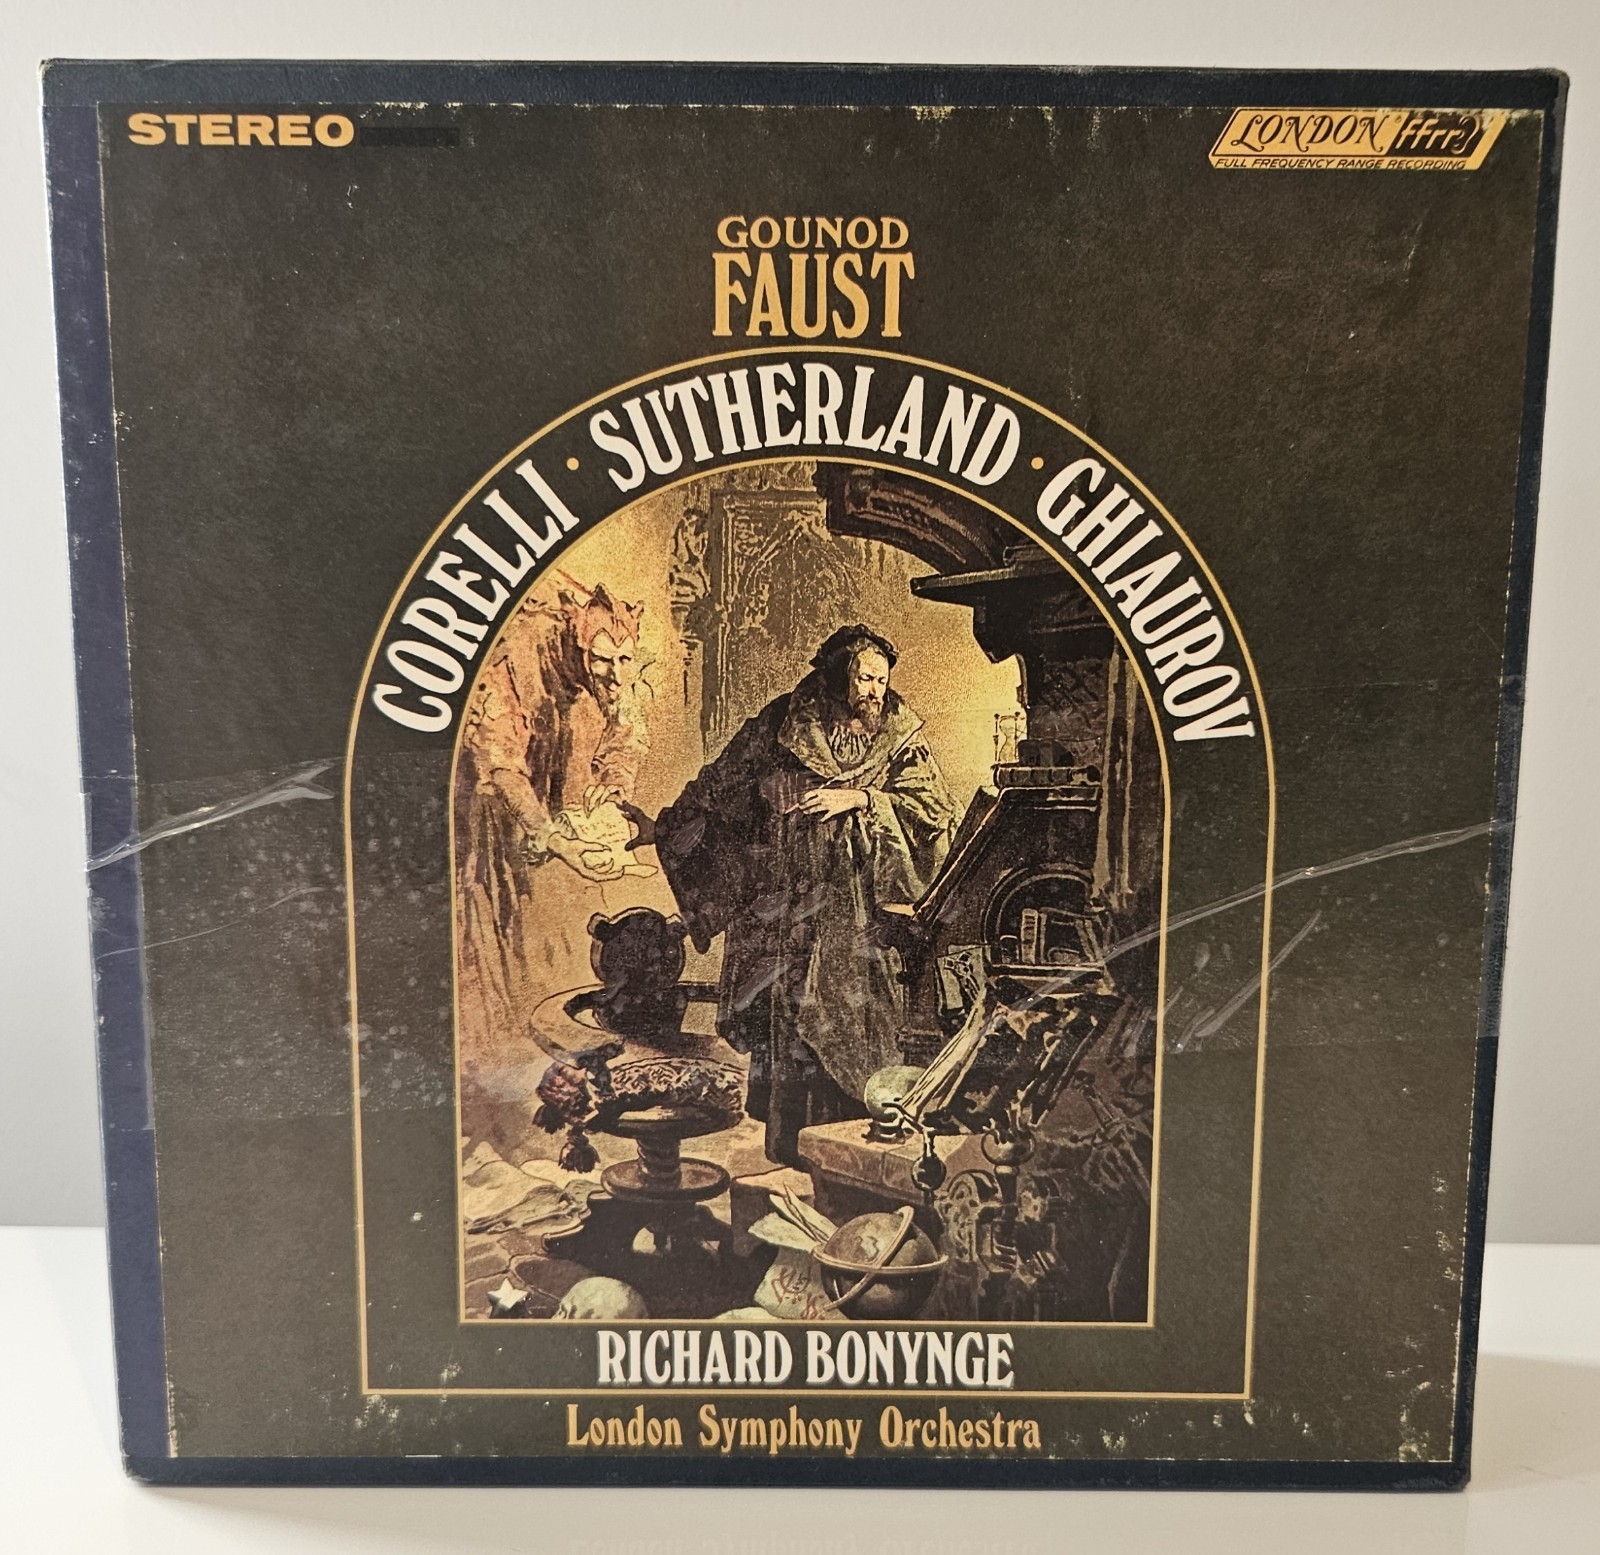 STEREO
LONDON ffrr
FULL FREQUENCY RANGE RECORDING
GOUNOD
FAUST
CORELLI · SUTHERLAND · GHIAUROV
RICHARD BONYNGE
London Symphony Orchestra